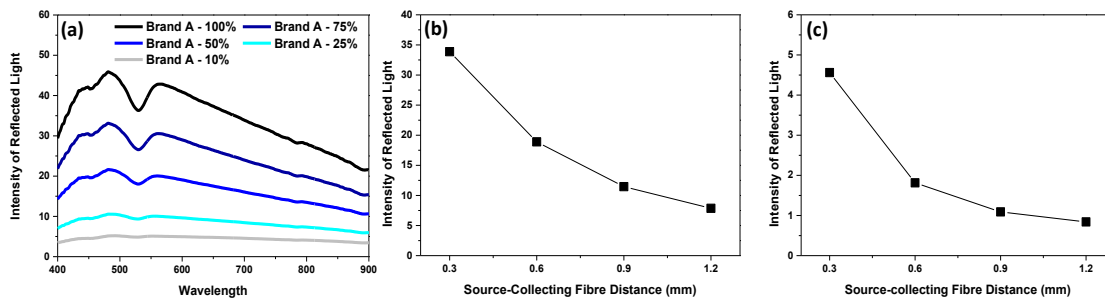 (a)
Brand A - 100%
Brand A - 75%
Brand A - 50%
Brand A - 25%
Brand A - 10%
Intensity of Reflected Light
60
50
40
30
20
10
0
400 500 600 700 800 900
Wavelength
(b)
Intensity of Reflected Light
40
35
30
25
20
15
10
5
0
0.3 0.6 0.9 1.2
Source-Collecting Fibre Distance (mm)
(c)
Intensity of Reflected Light
6
5
4
3
2
1
0
0.3 0.6 0.9 1.2
Source-collecting Fibre Distance (mm)